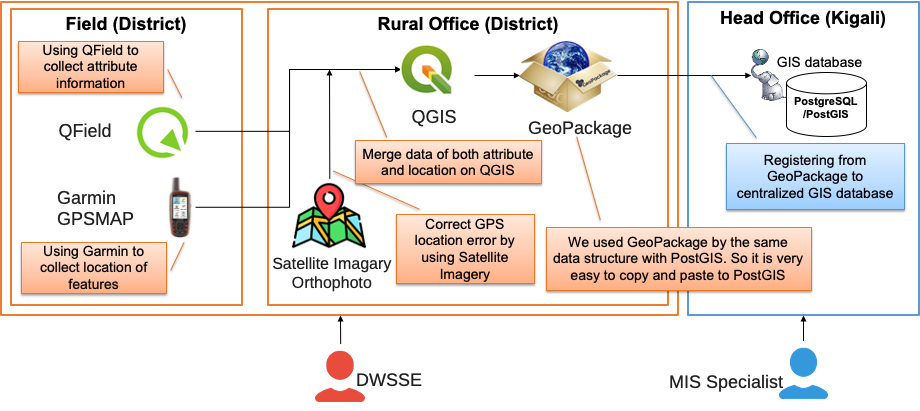 Field (District)
Using QField to
collect attribute
information
QField
Garmin
GPSMAP
Using Garmin to
collect location of
features
Rural Office (District)
QGIS
GeoPackage
GeoPackage
Merge data of both attribute
and location on QGIS
Satellite Imagary
Orthophoto
Correct GPS
location error by
using Satellite
Imagery
We used GeoPackage by the same
data structure with PostGIS. So it is very
easy to copy and paste to PostGIS
Head Office (Kigali)
GIS database
PostgreSQL
/PostGIS
Registering from
GeoPackage to
centralized GIS database
DWSSE
MIS Specialist